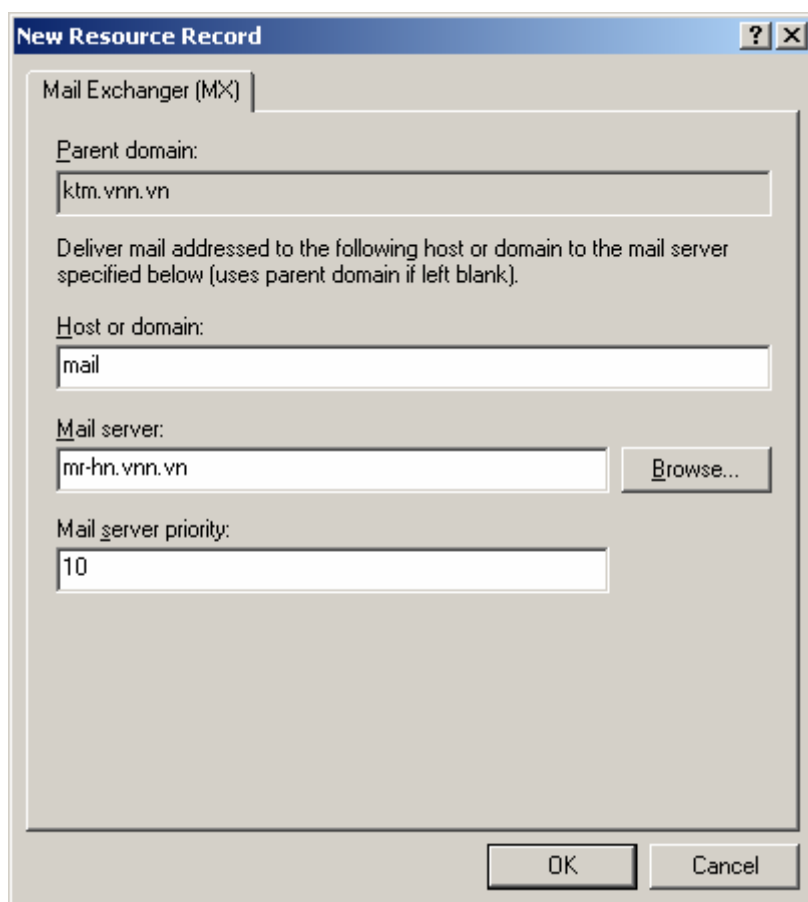 New Resource Record
Mail Exchanger (MX)
Parent domain:
ktm.vnn.vn
Deliver mail addressed to the following host or domain to the mail server
specified below (uses parent domain if left blank).
Host or domain:
mail
Mail server:
mr-hn.vnn.vn
Browse...
Mail server priority:
10
OK
Cancel